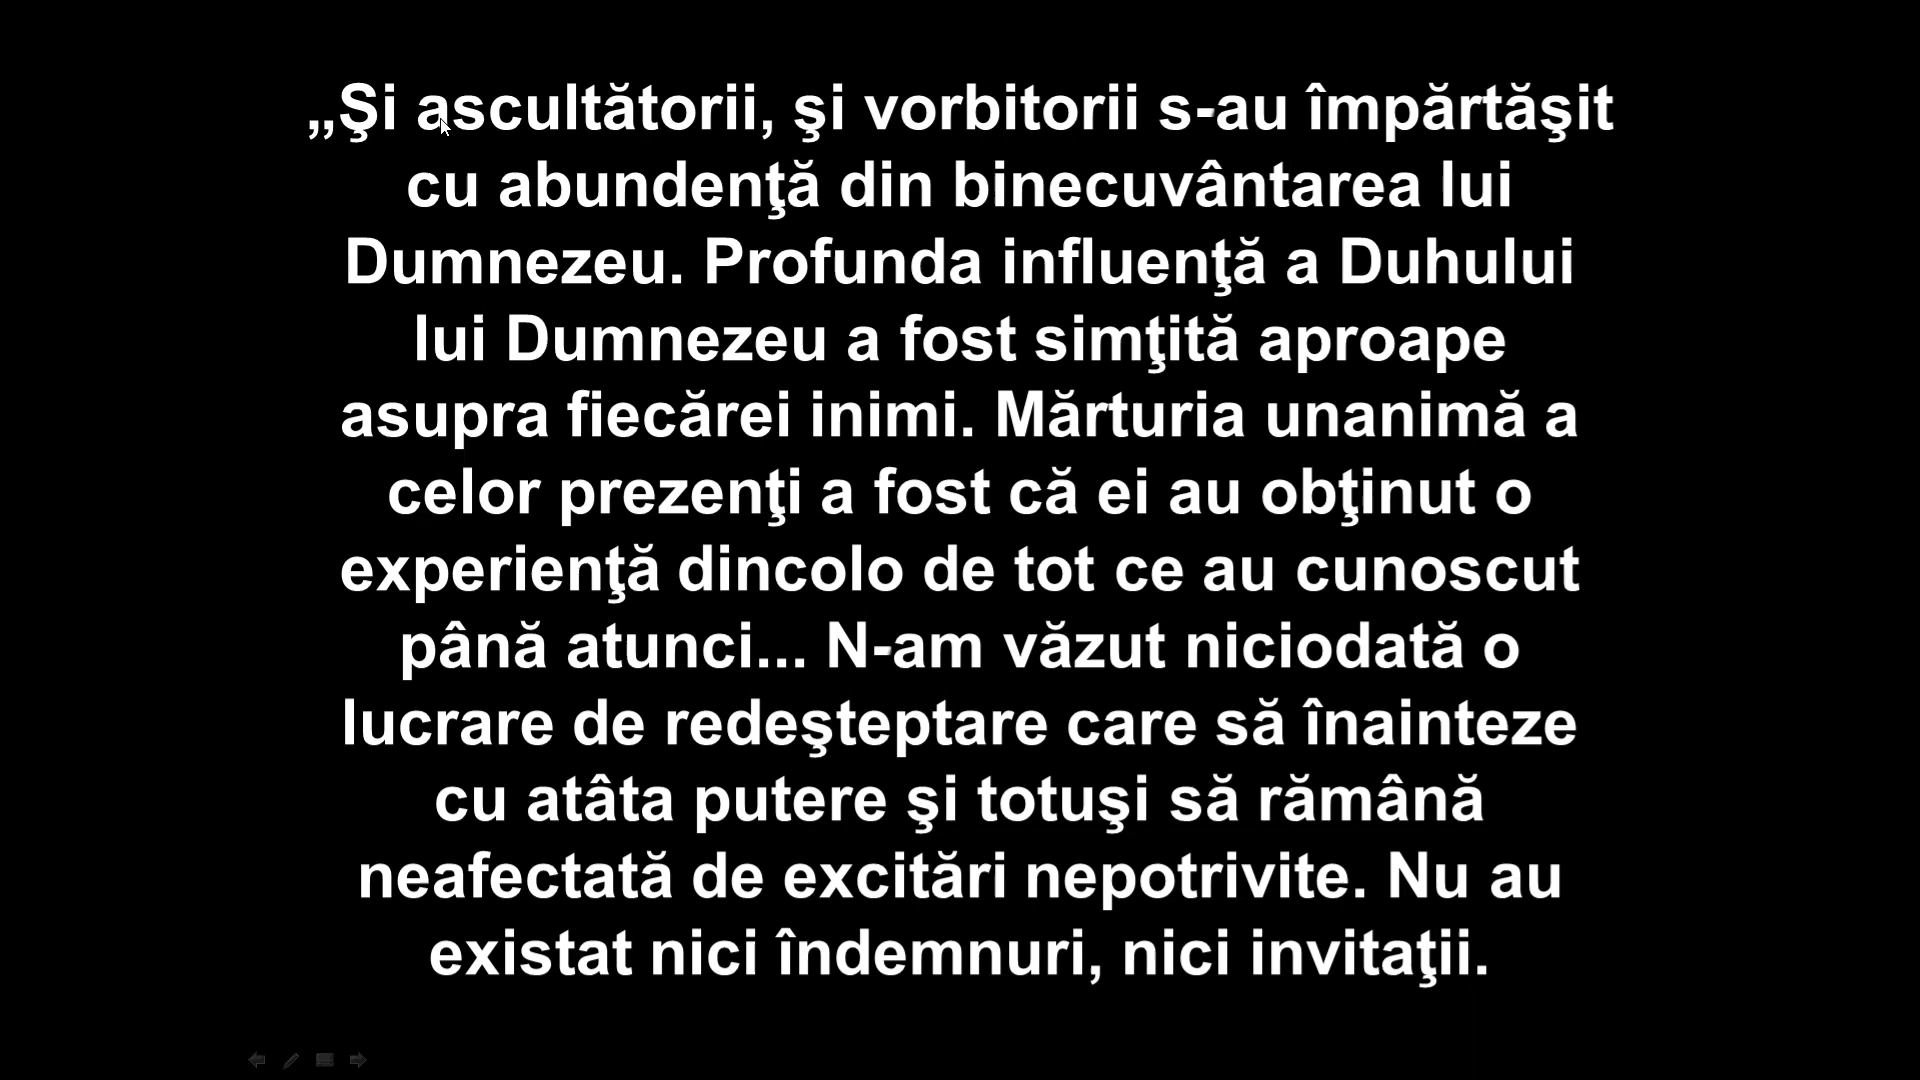 „Şi ascultătorii, şi vorbitorii s-au împărtăşit
cu abundenţă din binecuvântarea lui
Dumnezeu. Profunda influenţă a Duhului
lui Dumnezeu a fost simţită aproape
asupra fiecărei inimi. Mărturia unanimă a
celor prezenţi a fost că ei au obţinut o
experienţă dincolo de tot ce au cunoscut
până atunci... N-am văzut niciodată o
lucrare de redeşteptare care să înainteze
cu atâta putere şi totuşi să rămână
neafectată de excitări nepotrivite. Nu au
existat nici îndemnuri, nici invitaţii.